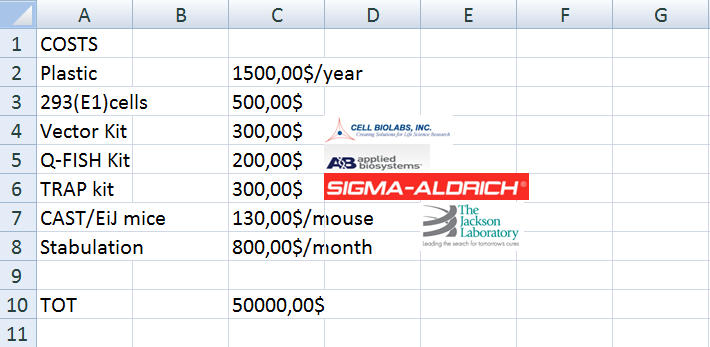 A B C D E F G
1 COSTS
2 Plastic 1500,00$/year
3 293(E1)cells 500,00$
4 Vector Kit 300,00$ CELL BIOLABS, INC.
Creating Solutions for Life Science Research
5 Q-FISH Kit 200,00$ AB applied
biosystems
6 TRAP kit 300,00$ SIGMA-ALDRICH®
7 CAST/EiJ mice 130,00$/mouse The
Jackson
Laboratory
8 Stabulation 800,00$/month Leading the search for tomorrow's cures
9
10 TOT 50000,00$
11